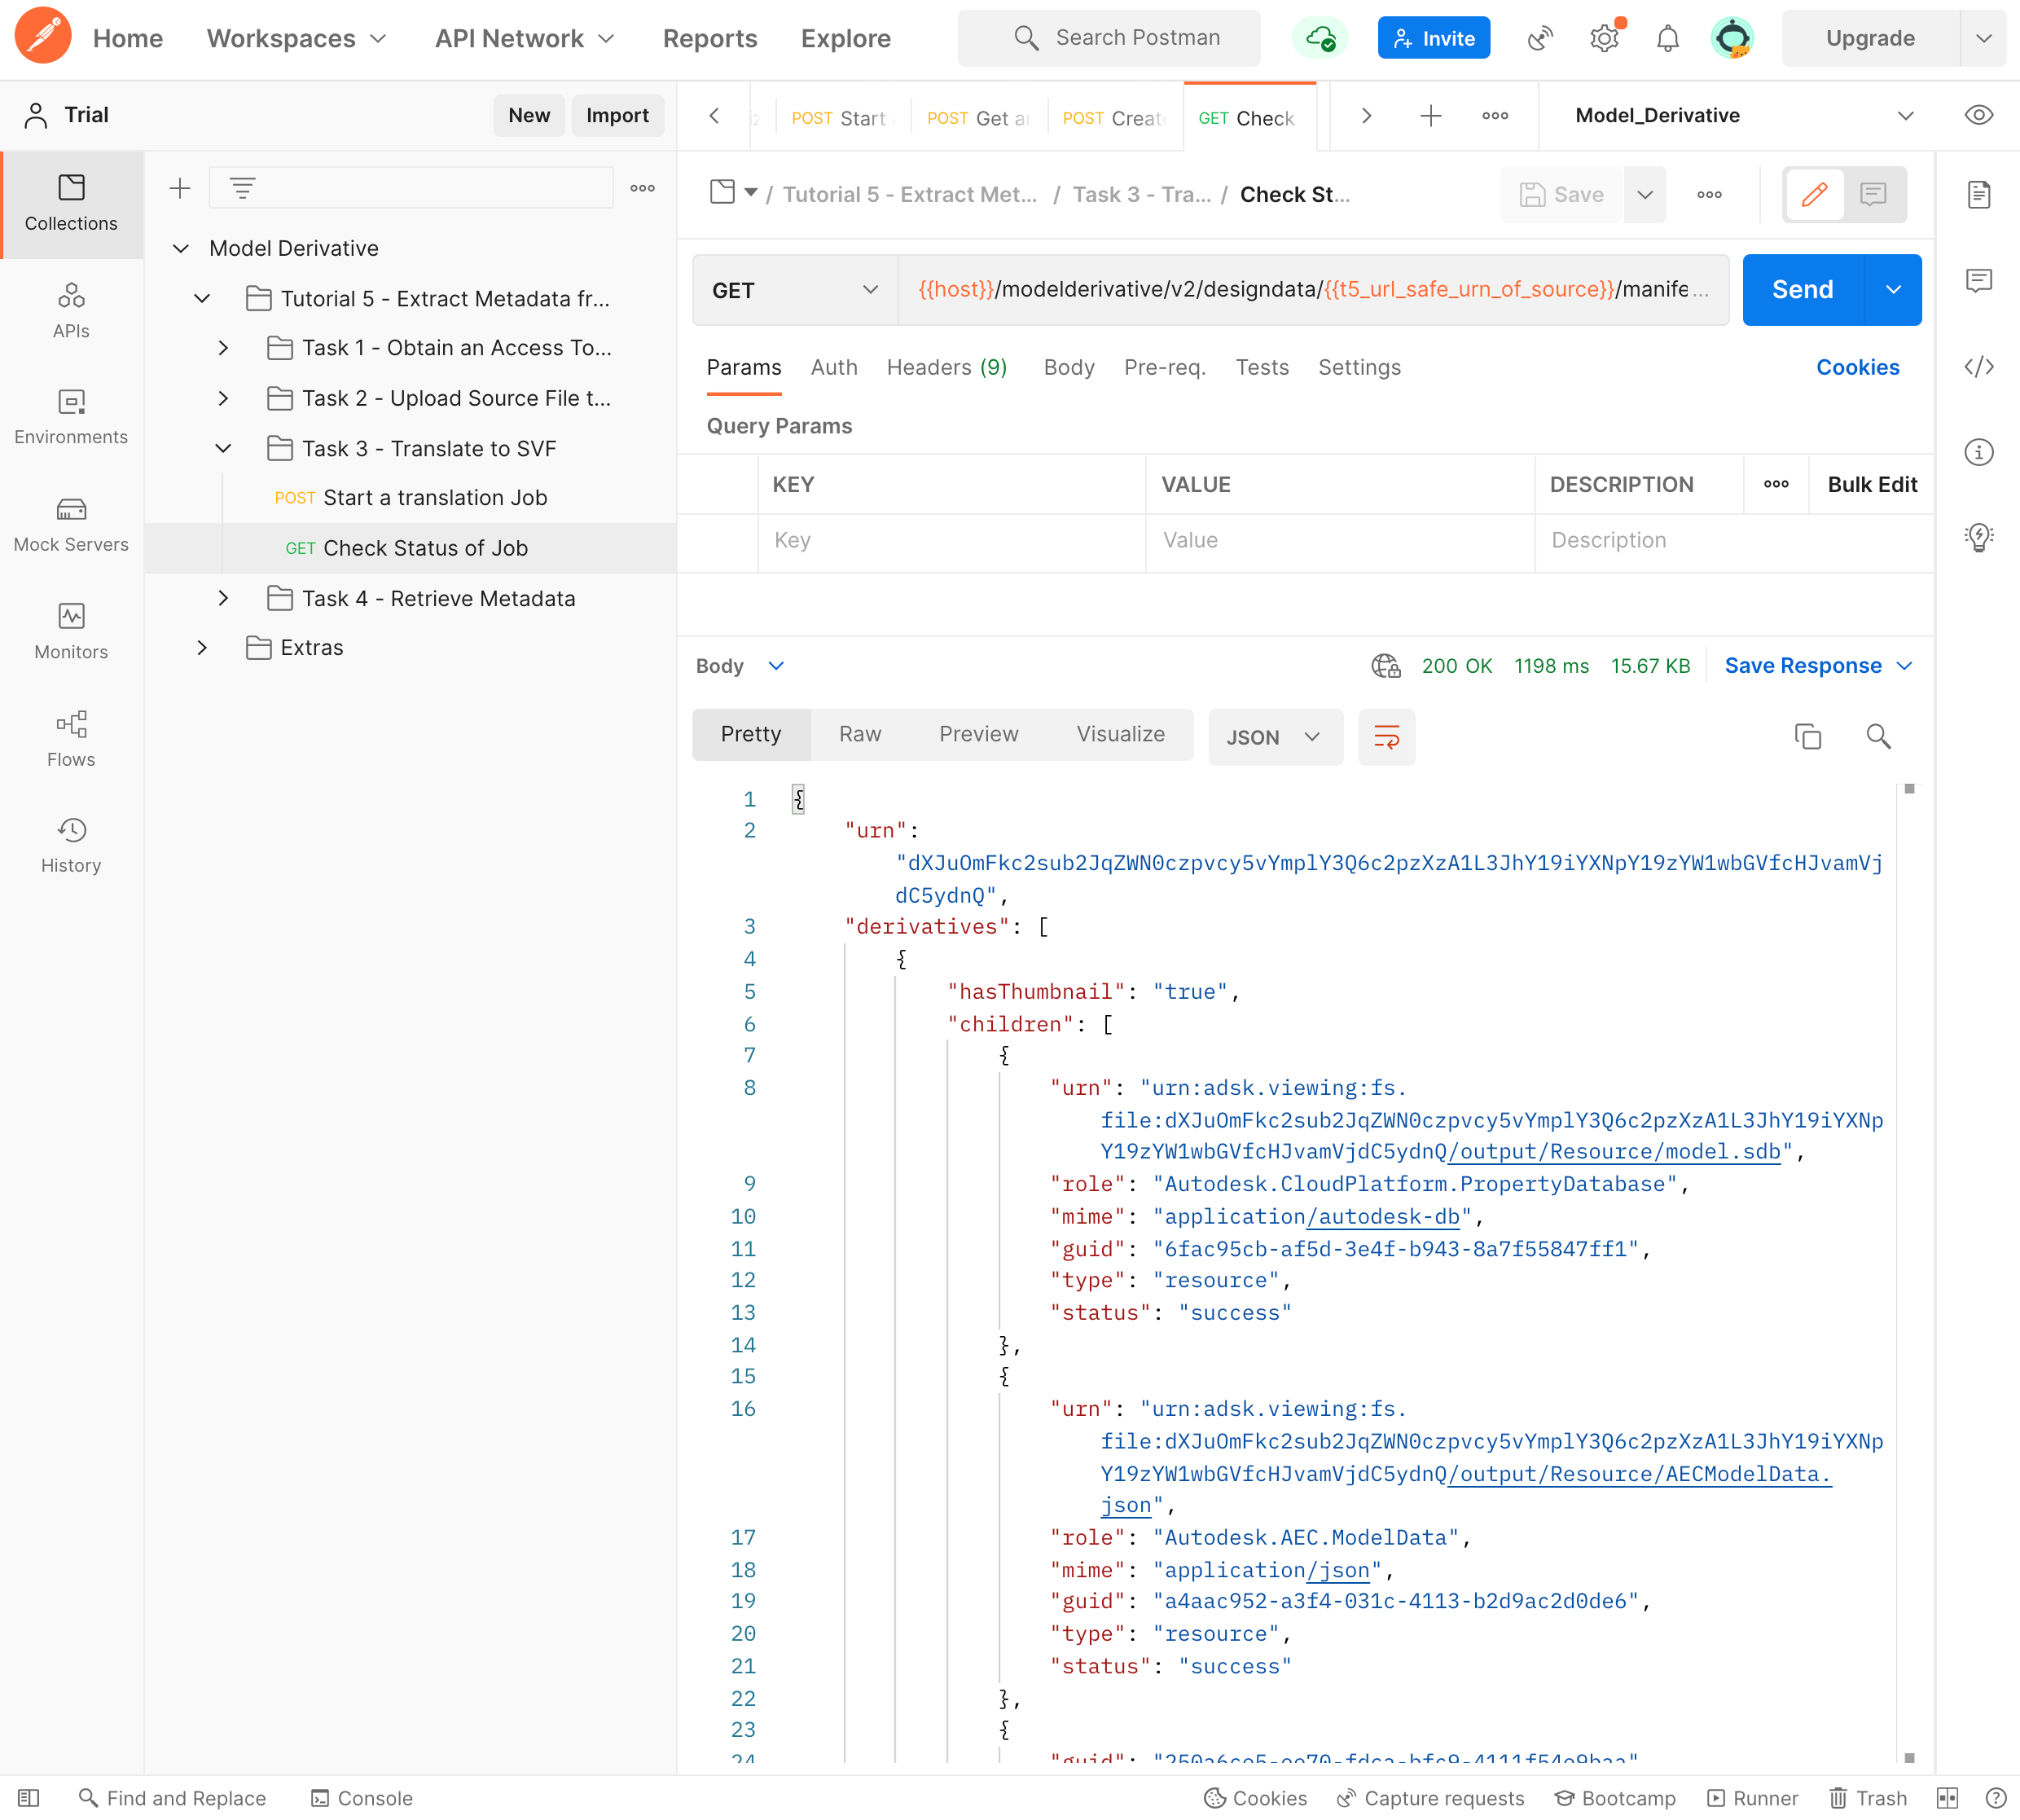 Home Workspaces API Network Reports Explore Search Postman Invite Upgrade
Trial New Import
POST Start POST Get a POST Create GET Check ooo Model_Derivative
Collections
APIs
Environments
Mock Servers
Monitors
Flows
History
Model Derivative
Tutorial 5 - Extract Metadata fr...
Task 1 - Obtain an Access To...
Task 2 - Upload Source File t...
Task 3 - Translate to SVF
POST Start a translation Job
GET Check Status of Job
Task 4 - Retrieve Metadata
Extras
/ Tutorial 5 - Extract Met... / Task 3 - Tra... / Check St... Save
GET {{host}}/modelderivative/v2/designdata/{{t5_url_safe_urn_of_source}}/manife... Send
Params Auth Headers (9) Body Pre-req. Tests Settings Cookies
Query Params
KEY VALUE DESCRIPTION Bulk Edit
Key Value Description
Body 200 OK 1198 ms 15.67 KB Save Response
Pretty Raw Preview Visualize JSON
1 {
2 "urn":
"dXJuOmFkc2sub2JqZWN0czpvcy5vYmplY3Q6c2pzXzA1L3JhY19iYXNpY19zYW1wbGVfcHJvamVj
dC5ydnQ",
3 "derivatives": [
4 {
5 "hasThumbnail": "true",
6 "children": [
7 {
8 "urn": "urn:adsk.viewing:fs.
file:dXJuOmFkc2sub2JqZWN0czpvcy5vYmplY3Q6c2pzXzA1L3JhY19iYXNp
Y19zYW1wbGVfcHJvamVjdC5ydnQ/output/Resource/model.sdb",
9 "role": "Autodesk.CloudPlatform.PropertyDatabase",
10 "mime": "application/autodesk-db",
11 "guid": "6fac95cb-af5d-3e4f-b943-8a7f55847ff1",
12 "type": "resource",
13 "status": "success"
14 },
15 {
16 "urn": "urn:adsk.viewing:fs.
file:dXJuOmFkc2sub2JqZWN0czpvcy5vYmplY3Q6c2pzXzA1L3JhY19iYXNp
Y19zYW1wbGVfcHJvamVjdC5ydnQ/output/Resource/AECModelData.
json",
17 "role": "Autodesk.AEC.ModelData",
18 "mime": "application/json",
19 "guid": "a4aac952-a3f4-031c-4113-b2d9ac2d0de6",
20 "type": "resource",
21 "status": "success"
22 },
23 {
24 "guid":
Find and Replace Console Cookies Capture requests Bootcamp Runner Trash